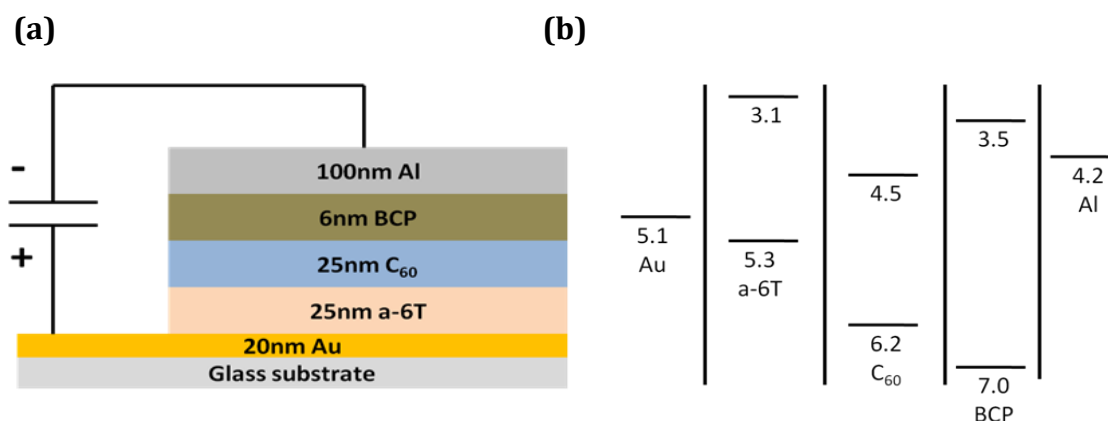 (a)
(b)
-
+
100nm Al
6nm BCP
25nm C60
25nm a-6T
20nm Au
Glass substrate
5.1
Au
3.1
5.3
a-6T
4.5
6.2
C60
3.5
7.0
BCP
4.2
Al